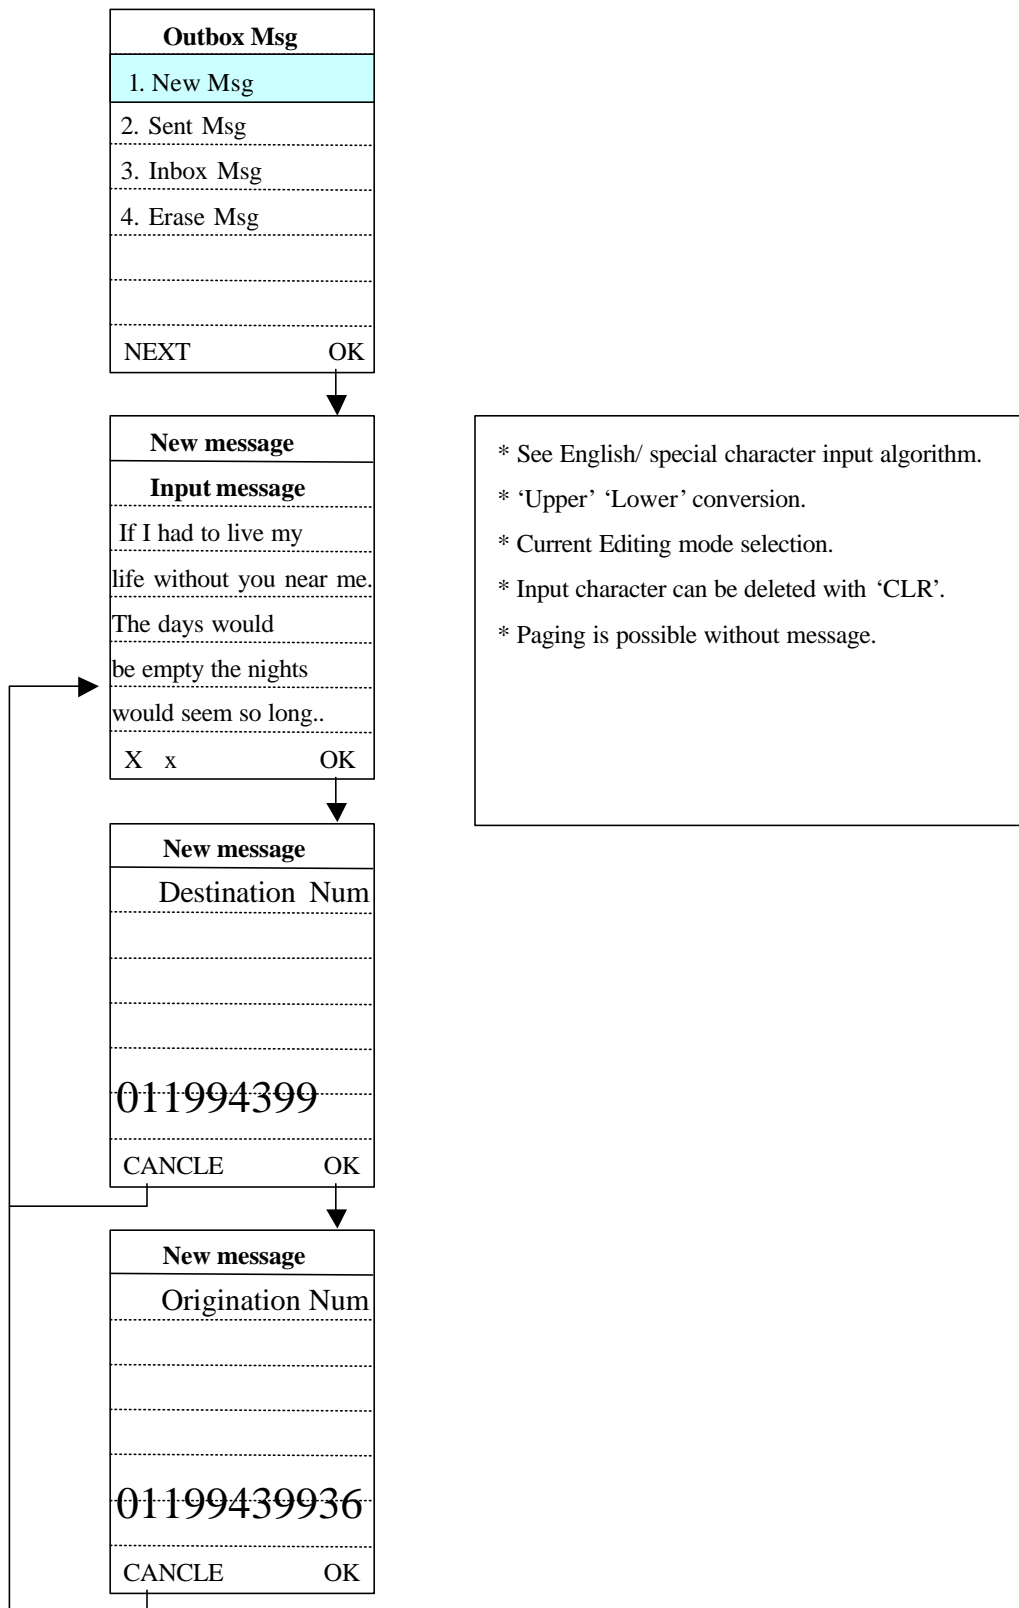 Outbox Msg
1. New Msg
2. Sent Msg
3. Inbox Msg
4. Erase Msg
NEXT OK
New message
Input message
If I had to live my
life without you near me.
The days would
be empty the nights
would seem so long..
X x OK
* See English/ special character input algorithm.
* ‘Upper’ ‘Lower’ conversion.
* Current Editing mode selection.
* Input character can be deleted with ‘CLR’.
* Paging is possible without message.
New message
Destination Num
011994399
CANCLE OK
New message
Origination Num
01199439936
CANCLE OK